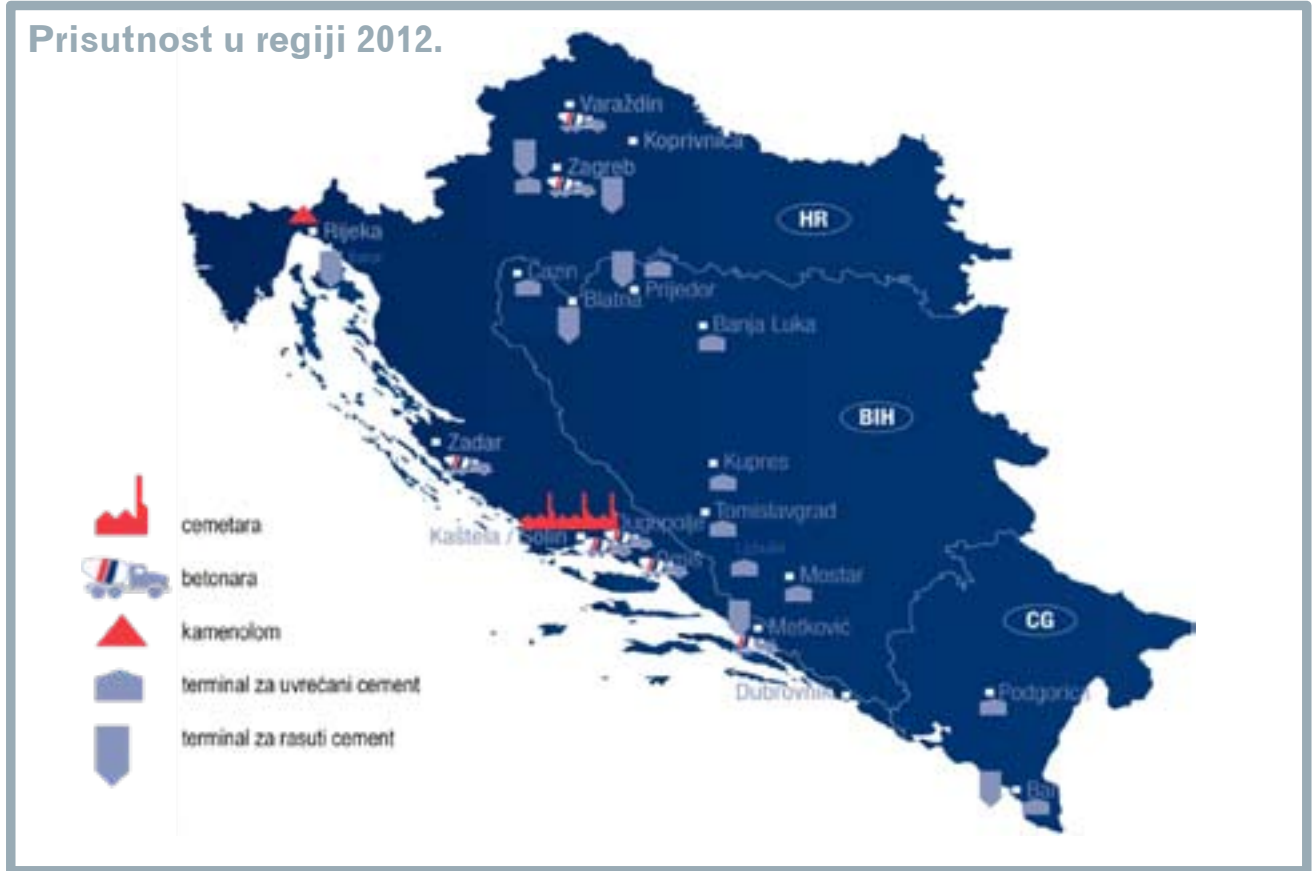 Prisutnost u regiji 2012.
Varaždin
Koprivnica
Zagreb
HR
Rijeka
Cazin
Prijedor
Blatna
Banja Luka
BIH
Zadar
Kupres
Tomislavgrad
Dugopolje
Kaštela / Solin
Mostar
Metković
CG
Dubrovnik
Podgorica
Bar
cemetara
betonara
kamenolom
terminal za uvrećani cement
terminal za rasuti cement